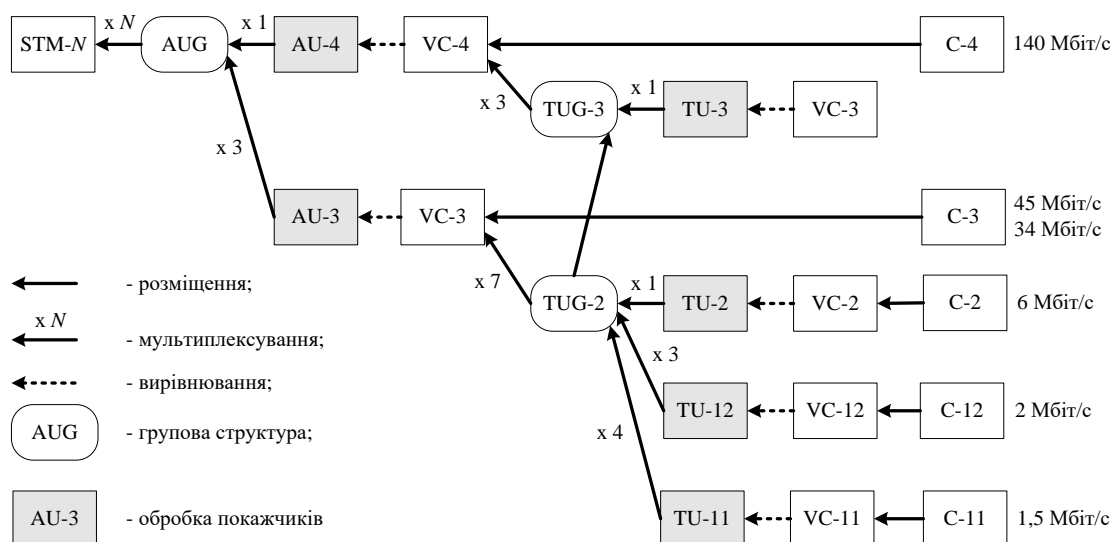 x N
x 1
STM-N
AUG
AU-4
VC-4
C-4
140 Мбіт/с
x 3
x 1
TUG-3
TU-3
VC-3
x 3
AU-3
VC-3
C-3
45 Мбіт/с
34 Мбіт/с
x 7
x 1
- розміщення;
TUG-2
TU-2
VC-2
C-2
6 Мбіт/с
x N
- мультиплексування;
x 3
- вирівнювання;
TU-12
VC-12
C-12
2 Мбіт/с
AUG
- групова структура;
x 4
AU-3
- обробка покажчиків
TU-11
VC-11
C-11
1,5 Мбіт/с